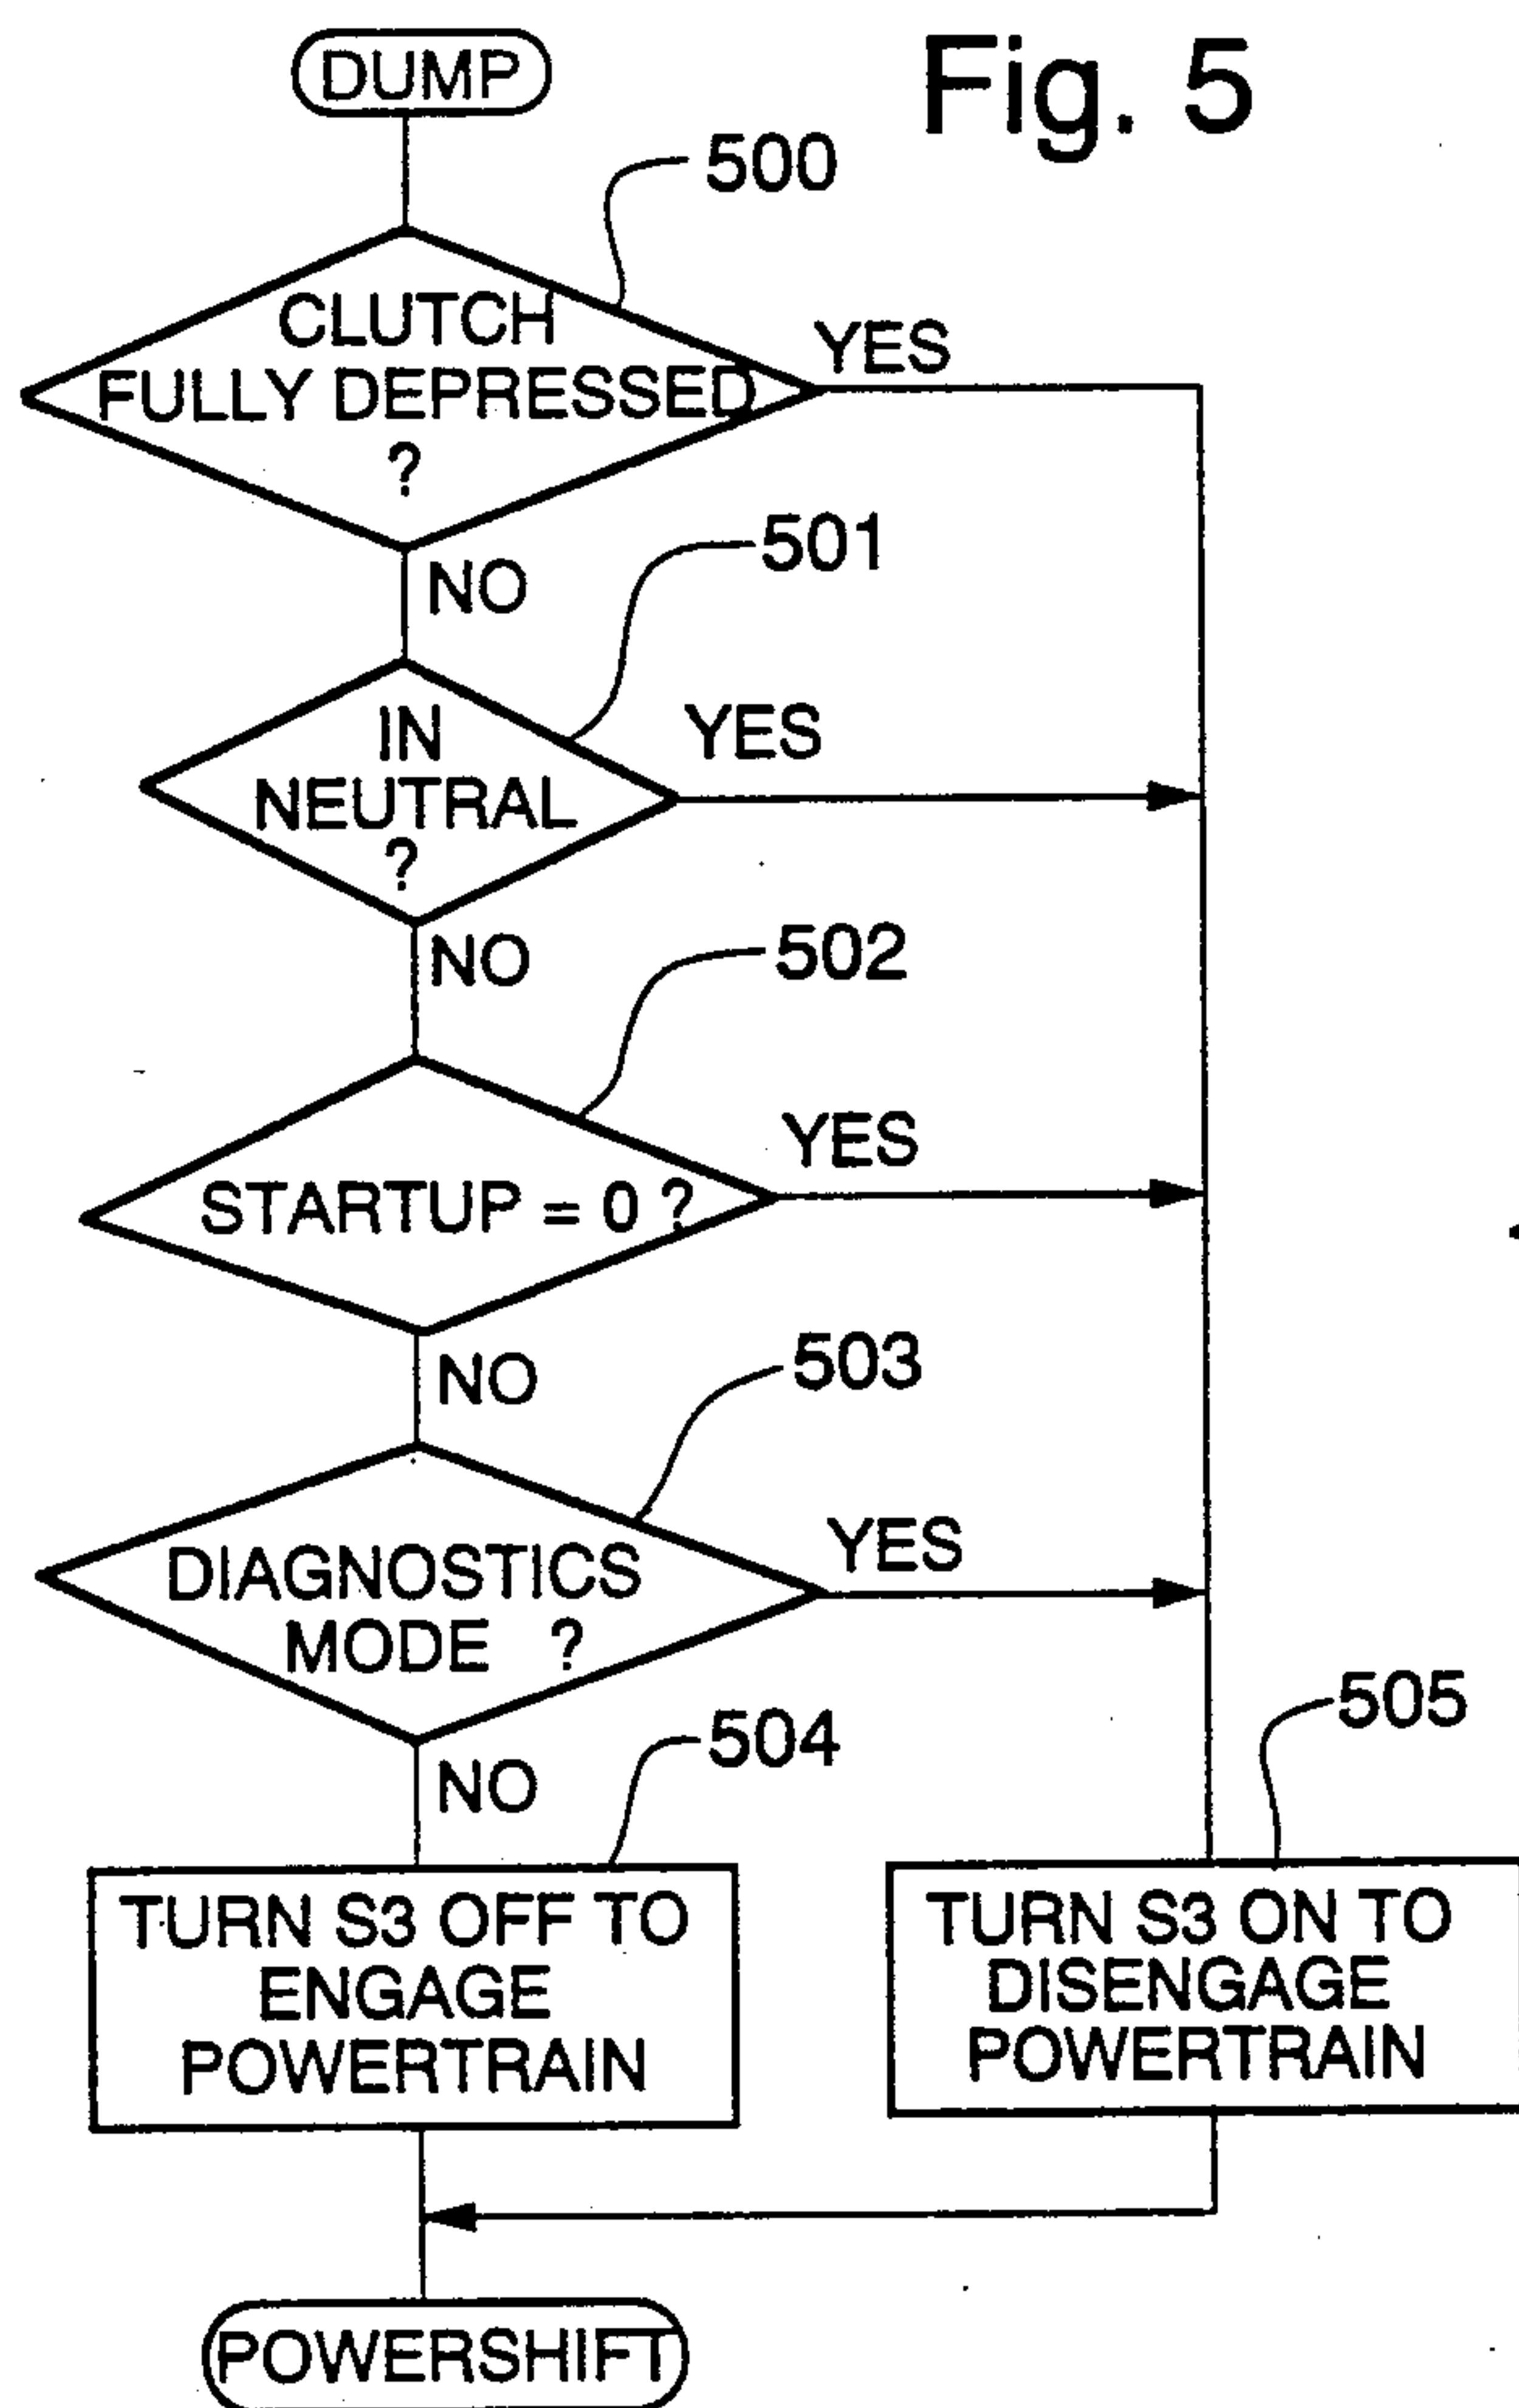 DUMP
Fig. 5
500
CLUTCH
FULLY DEPRESSED
?
YES
NO
501
IN
NEUTRAL
?
YES
NO
502
STARTUP = 0 ?
YES
NO
503
DIAGNOSTICS
MODE ?
YES
NO
504
505
TURN S3 OFF TO
ENGAGE
POWERTRAIN
TURN S3 ON TO
DISENGAGE
POWERTRAIN
POWERSHIFT